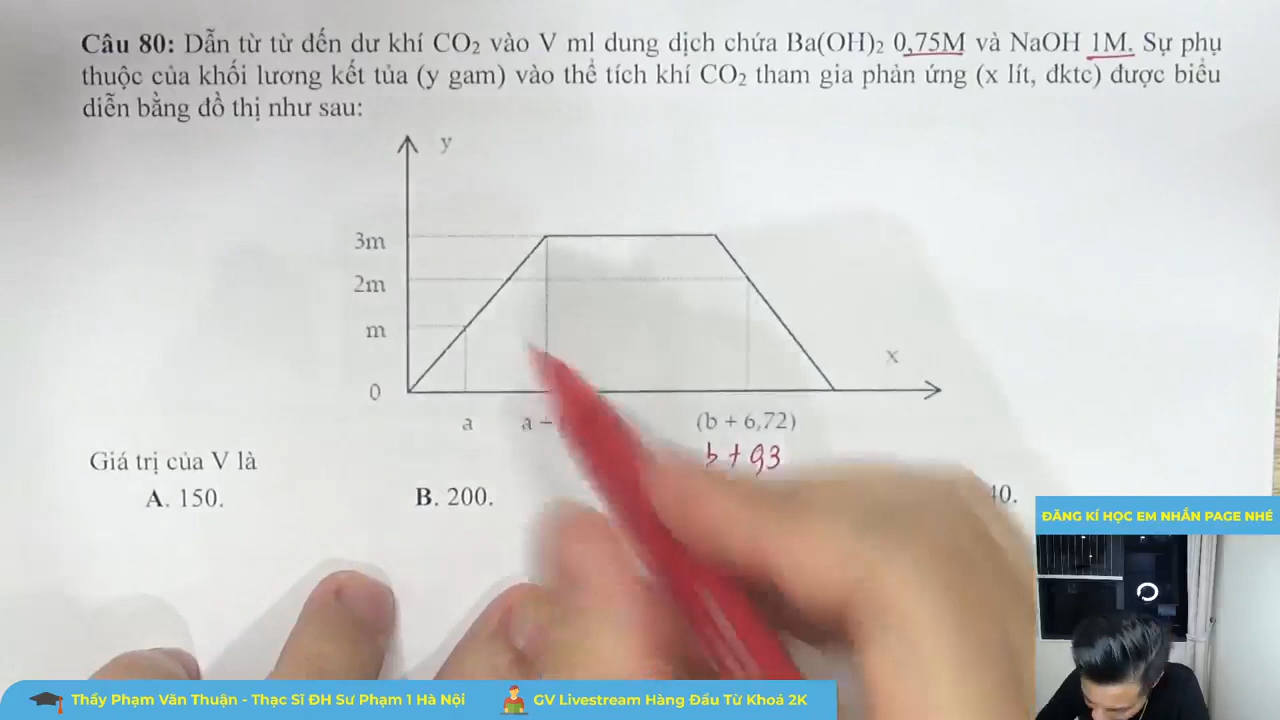 Câu 80: Dẫn từ từ đến dư khí CO₂ vào V ml dung dịch chứa Ba(OH)₂ 0,75M và NaOH 1M. Sự phụ
thuộc của khối lượng kết tủa (y gam) vào thể tích khí CO₂ tham gia phản ứng (x lít, đktc) được biểu
diễn bằng đồ thị như sau:
y
3m
2m
m
x
0
a
a
(b + 6,72)
b + 0,3
Giá trị của V là
A. 150.
B. 200.
40.
ĐĂNG KÍ HỌC EM NHẮN PAGE NHÉ
Thầy Phạm Văn Thuận - Thạc Sĩ ĐH Sư Phạm 1 Hà Nội
GV Livestream Hàng Đầu Từ Khoá 2K